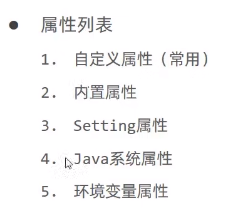 ● 属性列表
1. 自定义属性（常用）
2. 内置属性
3. Setting属性
4. Java系统属性
5. 环境变量属性